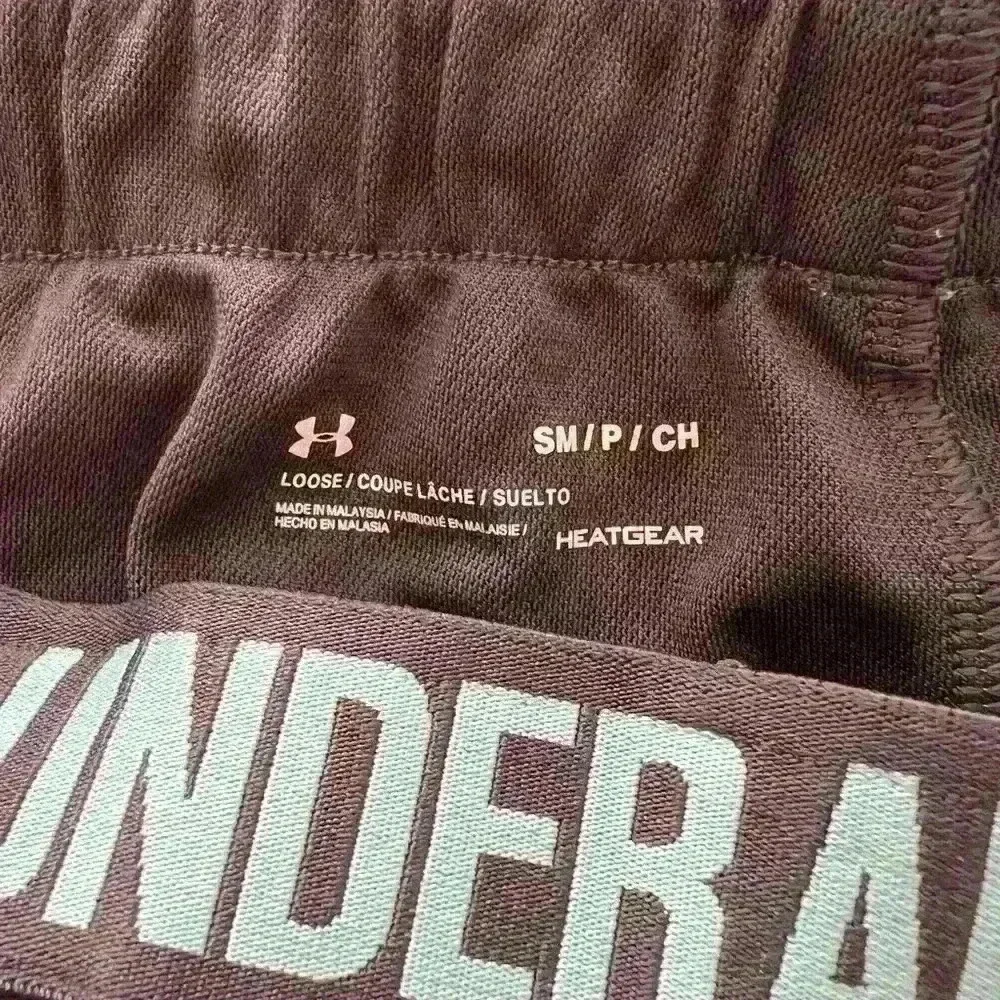 SM / P / CH
LOOSE / COUPE LÂCHE / SUELTO
MADE IN MALAYSIA / FABRIQUÉ EN MALAISIE /
HECHO EN MALASIA
HEATGEAR
UNDER A